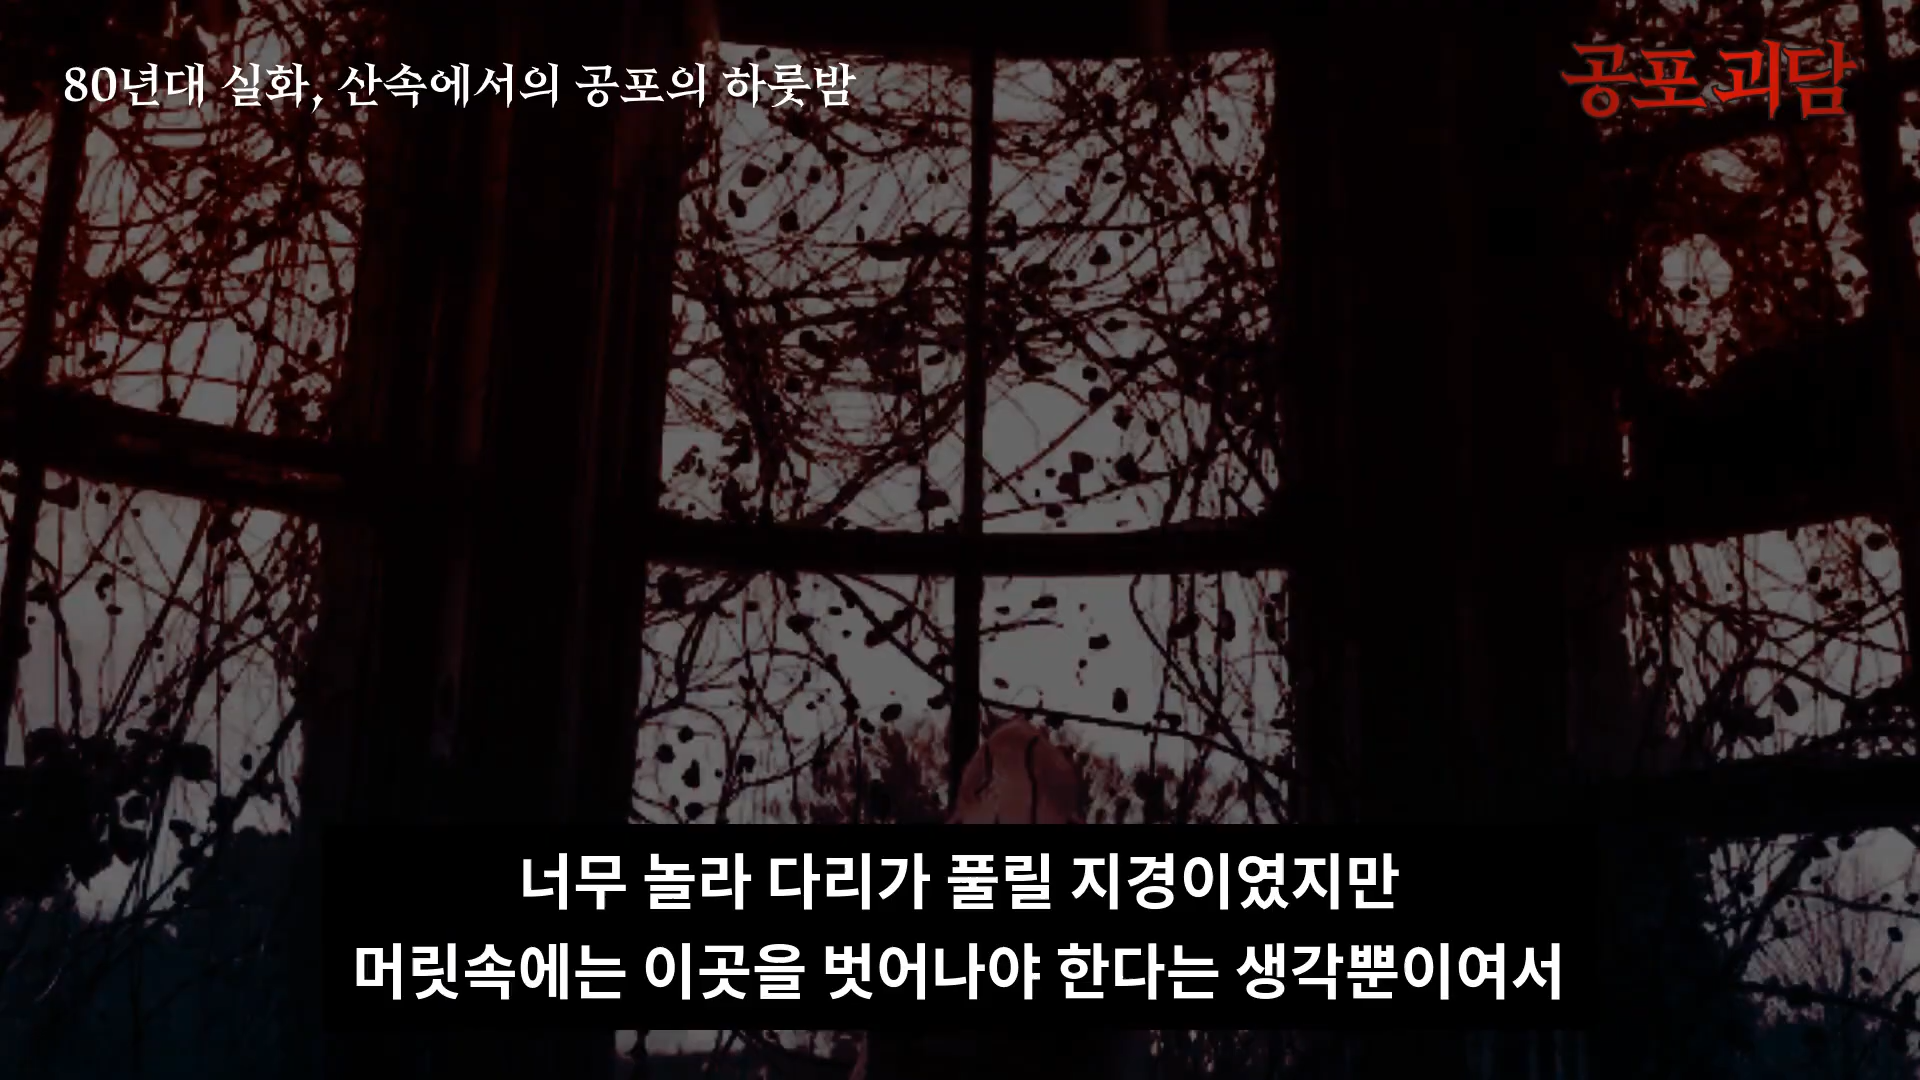 80년대 실화, 산속에서의 공포의 하룻밤
공포 괴담
너무 놀라 다리가 풀릴 지경이였지만
머릿속에는 이곳을 벗어나야 한다는 생각뿐이여서